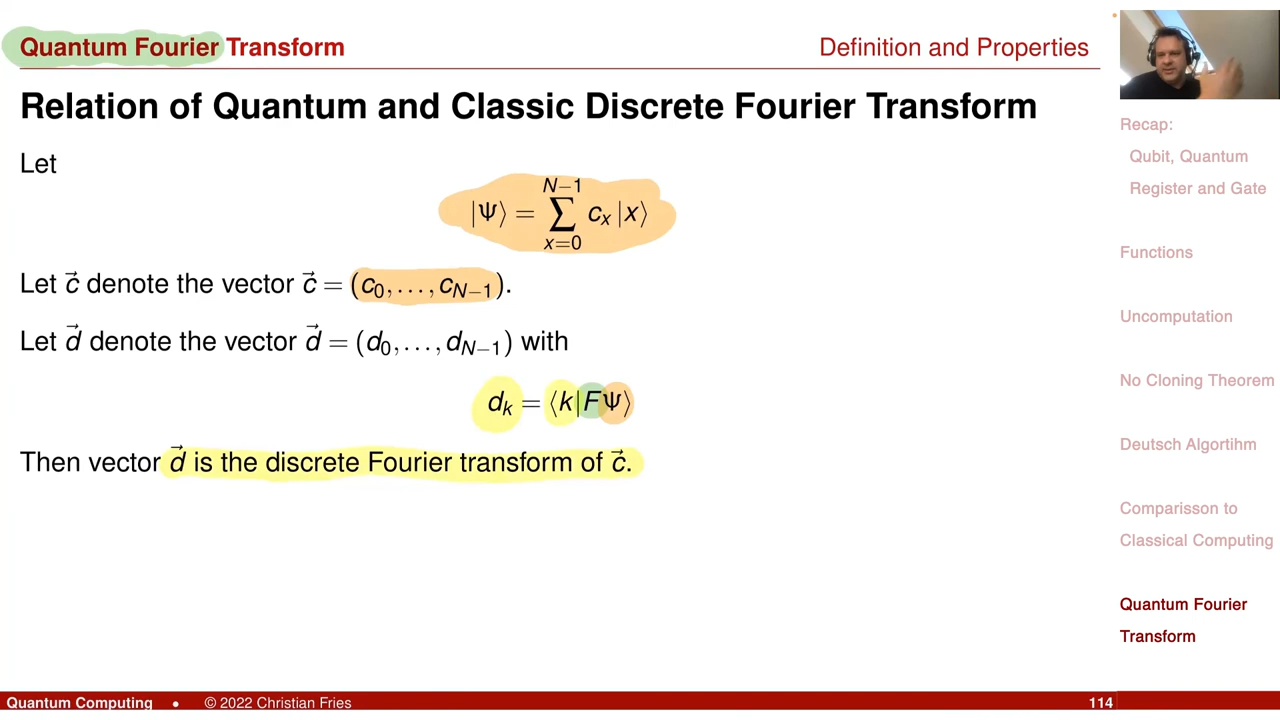 Quantum Fourier Transform
Definition and Properties
Relation of Quantum and Classic Discrete Fourier Transform
Let
|Ψ⟩ = ∑_{x=0}^{N−1} c_x |x⟩
Let c⃗ denote the vector c⃗ = (c_0, . . . , c_{N−1}).
Let d⃗ denote the vector d⃗ = (d_0, . . . , d_{N−1}) with
d_k = ⟨k|FΨ⟩
Then vector d⃗ is the discrete Fourier transform of c⃗.
Recap:
Qubit, Quantum
Register and Gate
Functions
Uncomputation
No Cloning Theorem
Deutsch Algortihm
Comparisson to
Classical Computing
Quantum Fourier
Transform
Quantum Computing • © 2022 Christian Fries
114